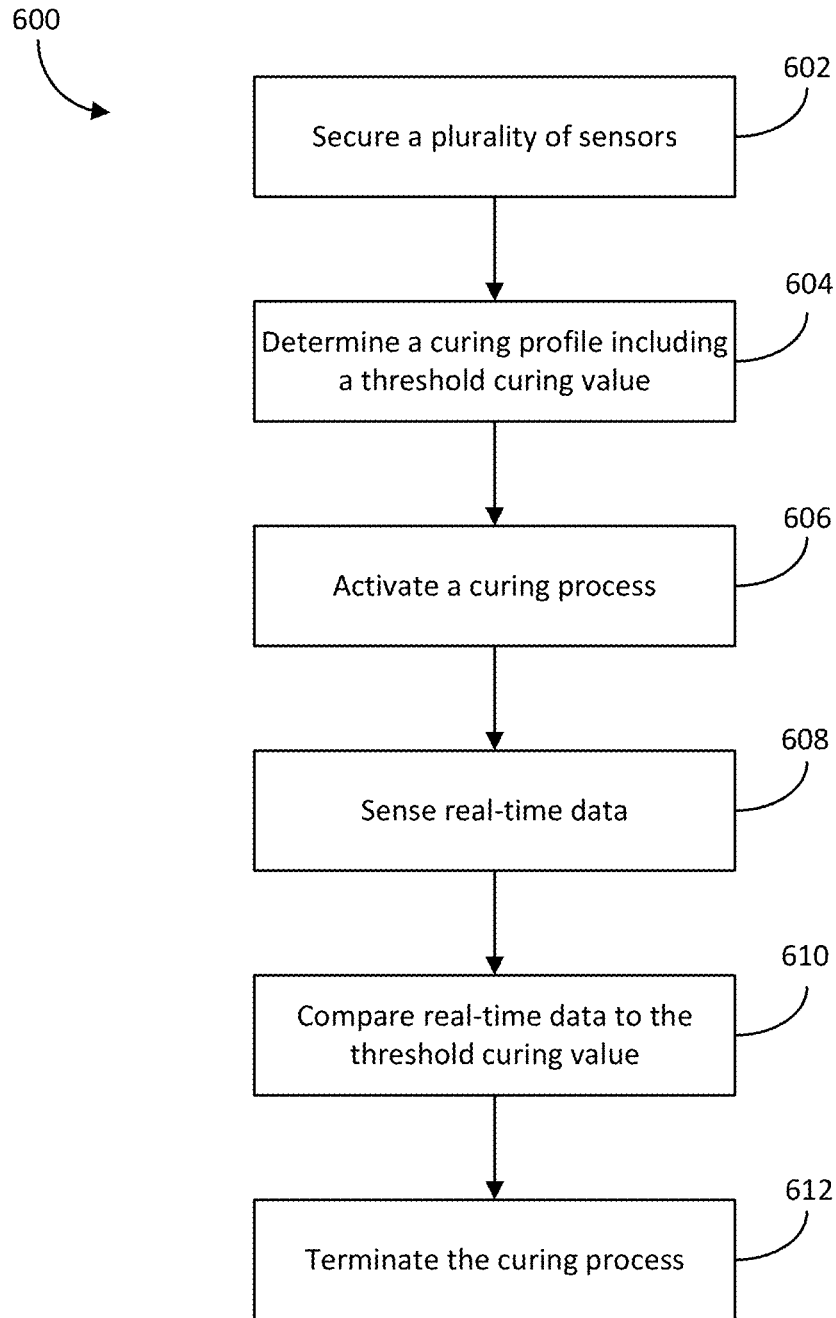 600
602
Secure a plurality of sensors
604
Determine a curing profile including
a threshold curing value
606
Activate a curing process
608
Sense real-time data
610
Compare real-time data to the
threshold curing value
612
Terminate the curing process